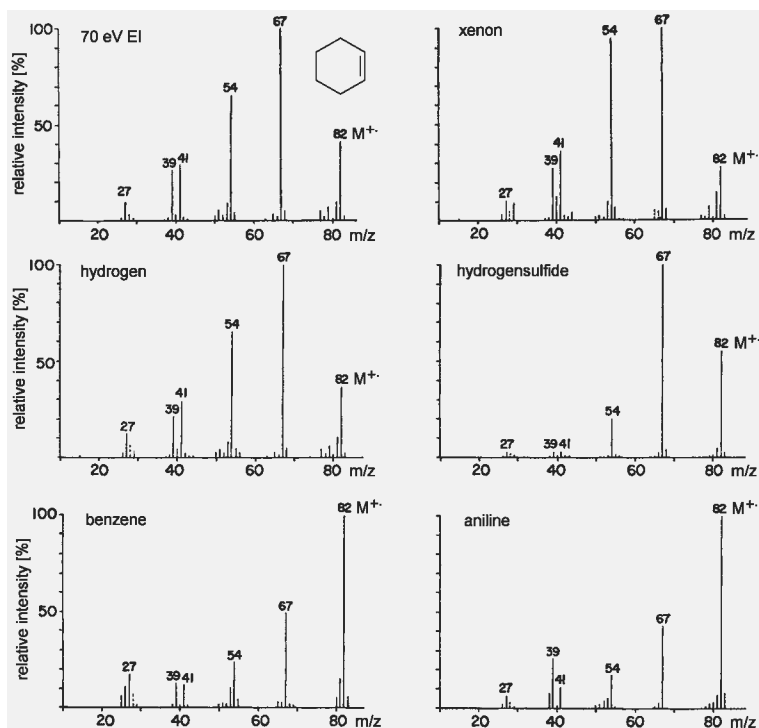 70 eV EI
relative intensity [%]
100
50
27
39
41
54
67
82 M+·
20 40 60 80 m/z
xenon
27
39
41
54
67
82 M+·
20 40 60 80 m/z
hydrogen
relative intensity [%]
100
50
27
39
41
54
67
82 M+·
20 40 60 80 m/z
hydrogensulfide
27
39
41
54
67
82 M+·
20 40 60 80 m/z
benzene
relative intensity [%]
100
50
27
39
41
54
67
82 M+·
20 40 60 80 m/z
aniline
27
39
41
54
67
82 M+·
20 40 60 80 m/z